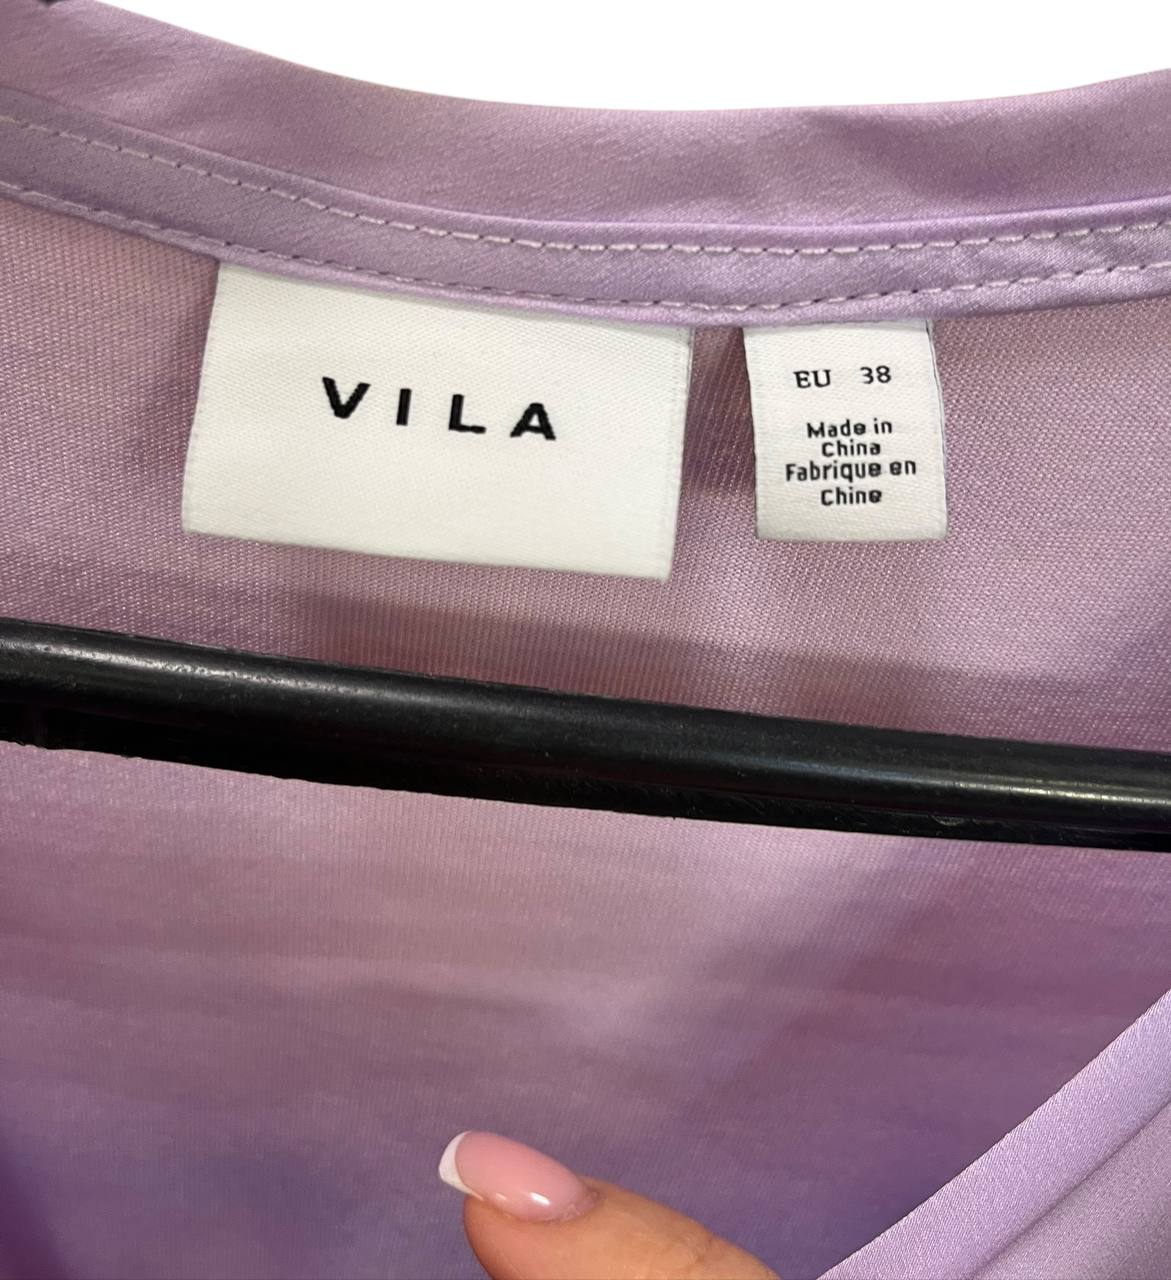 VILA
EU 38
Made in
China
Fabrique en
Chine